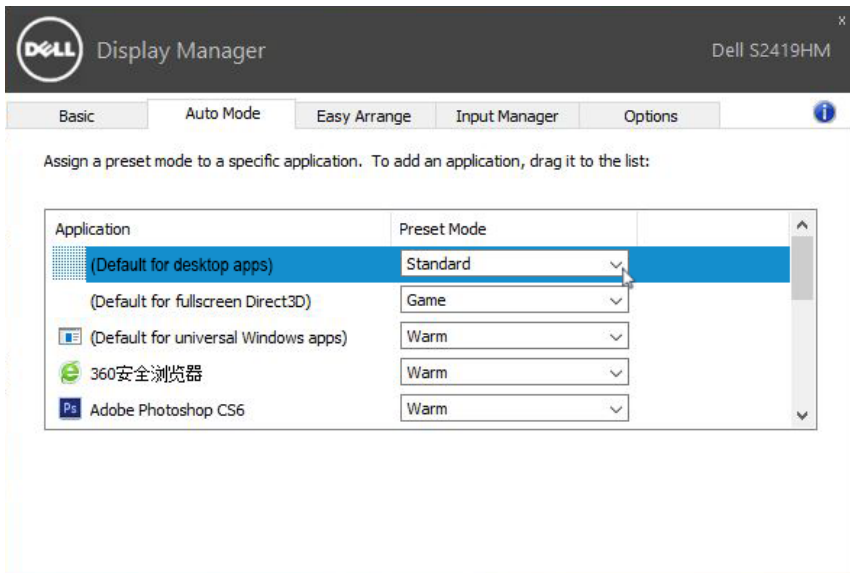 x
DELL Display Manager Dell S2419HM
Basic Auto Mode Easy Arrange Input Manager Options
Assign a preset mode to a specific application. To add an application, drag it to the list:
Application Preset Mode
(Default for desktop apps) Standard
(Default for fullscreen Direct3D) Game
(Default for universal Windows apps) Warm
360安全浏览器 Warm
Ps Adobe Photoshop CS6 Warm